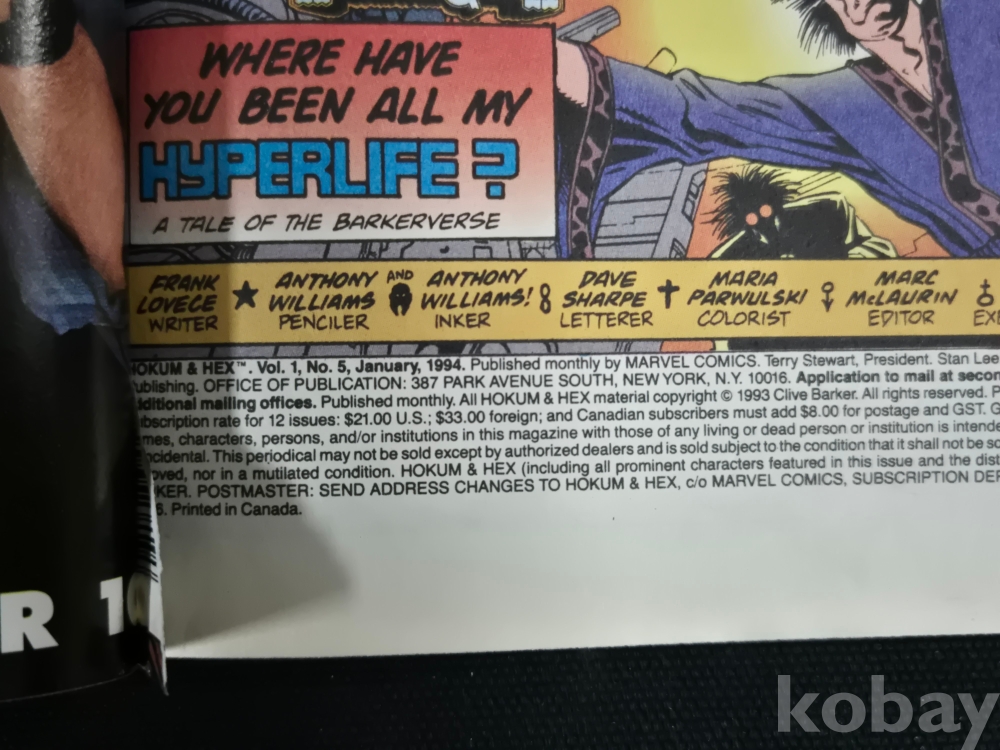 WHERE HAVE
YOU BEEN ALL MY
HYPERLIFE?
A TALE OF THE BARKERVERSE
FRANK LOVECE WRITER
ANTHONY WILLIAMS PENCILER
AND
ANTHONY WILLIAMS! INKER
DAVE SHARPE LETTERER
MARIA PARWULSKI COLORIST
MARC McLAURIN EDITOR
HOKUM & HEX™. Vol. 1, No. 5, January, 1994. Published monthly by MARVEL COMICS. Terry Stewart, President. Stan Lee
Publishing. OFFICE OF PUBLICATION: 387 PARK AVENUE SOUTH, NEW YORK, N.Y. 10016. Application to mail at
additional mailing offices. Published monthly. All HOKUM & HEX material copyright © 1993 Clive Barker. All rights reserved.
subscription rate for 12 issues: $21.00 U.S.; $33.00 foreign; and Canadian subscribers must add $8.00 for postage and GST.
characters, persons, and/or institutions in this magazine with those of any living or dead person or institution is
This periodical may not be sold except by authorized dealers and is sold subject to the condition that it shall not be
nor in a mutilated condition. HOKUM & HEX (including all prominent characters featured in this issue and the
POSTMASTER: SEND ADDRESS CHANGES TO HOKUM & HEX, c/o MARVEL COMICS, SUBSCRIPTION
Printed in Canada.
R 1
kobay